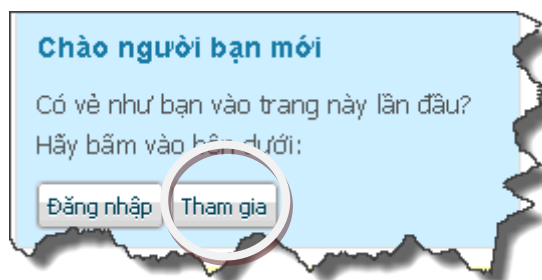 Chào người bạn mới
Có vẻ như bạn vào trang này lần đầu?
Hãy bấm vào bên dưới:
Đăng nhập Tham gia